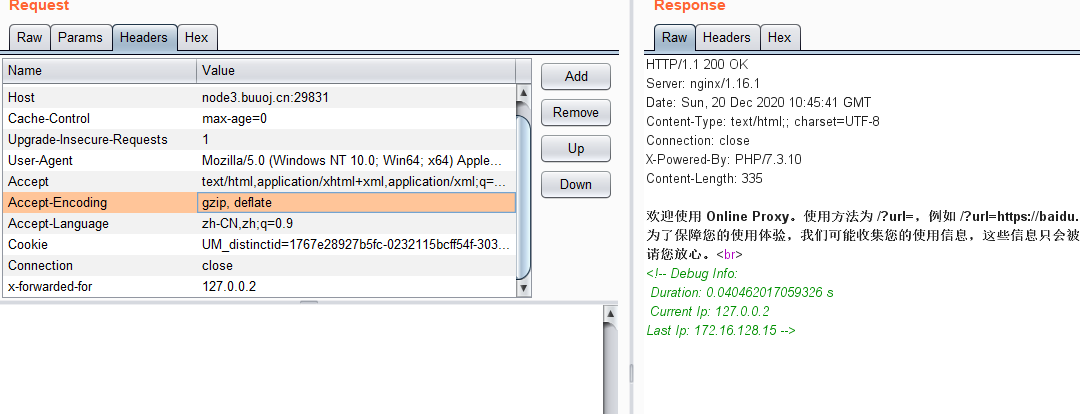 Request
Raw Params Headers Hex
Name Value
Host node3.buuoj.cn:29831
Cache-Control max-age=0
Upgrade-Insecure-Requests 1
User-Agent Mozilla/5.0 (Windows NT 10.0; Win64; x64) Apple...
Accept text/html,application/xhtml+xml,application/xml;q=...
Accept-Encoding gzip, deflate
Accept-Language zh-CN,zh;q=0.9
Cookie UM_distinctid=1767e28927b5fc-0232115bcff54f-303...
Connection close
x-forwarded-for 127.0.0.2
Add
Remove
Up
Down
Response
Raw Headers Hex
HTTP/1.1 200 OK
Server: nginx/1.16.1
Date: Sun, 20 Dec 2020 10:45:41 GMT
Content-Type: text/html;; charset=UTF-8
Connection: close
X-Powered-By: PHP/7.3.10
Content-Length: 335
欢迎使用 Online Proxy。使用方法为 /?url=，例如 /?url=https://baidu.
为了保障您的使用体验，我们可能收集您的使用信息，这些信息只会被
请您放心。<br>
<!-- Debug Info:
Duration: 0.040462017059326 s
Current Ip: 127.0.0.2
Last Ip: 172.16.128.15 -->